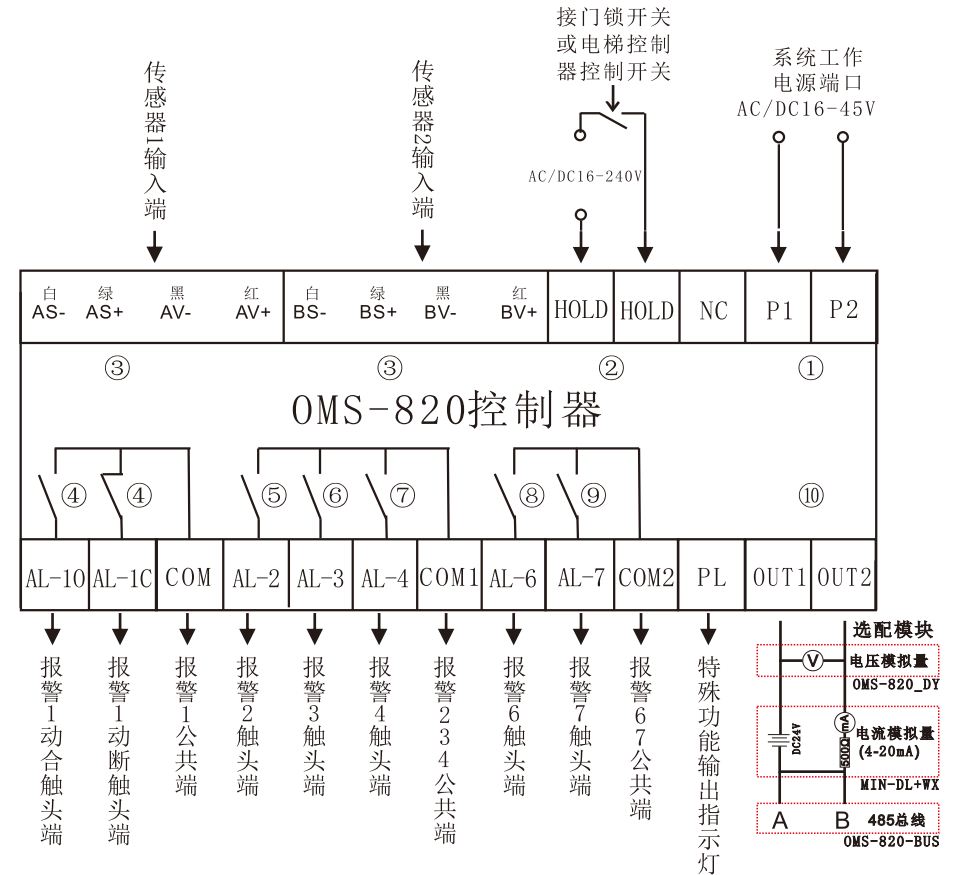 接门锁开关
或电梯控制
器控制开关
系统工作
电源端口
AC/DC16-45V
传感器1输入端
传感器2输入端
AC/DC16-240V
白 绿 黑 红 白 绿 黑 红
AS- AS+ AV- AV+ BS- BS+ BV- BV+ HOLD HOLD NC P1 P2
③ ③ ② ①
OMS-820控制器
④ ④ ⑤ ⑥ ⑦ ⑧ ⑨ ⑩
AL-1O AL-1C COM AL-2 AL-3 AL-4 COM1 AL-6 AL-7 COM2 PL OUT1 OUT2
报警1动合触头端
报警1动断触头端
报警1公共端
报警2触头端
报警3触头端
报警4触头端
报警234公共端
报警6触头端
报警7触头端
报警67公共端
特殊功能输出指示灯
选配模块
V 电压模拟量
OMS-820_DY
DC24V
mA
500Ω
电流模拟量
(4-20mA)
MIN-DL+WX
A B 485总线
OMS-820-BUS